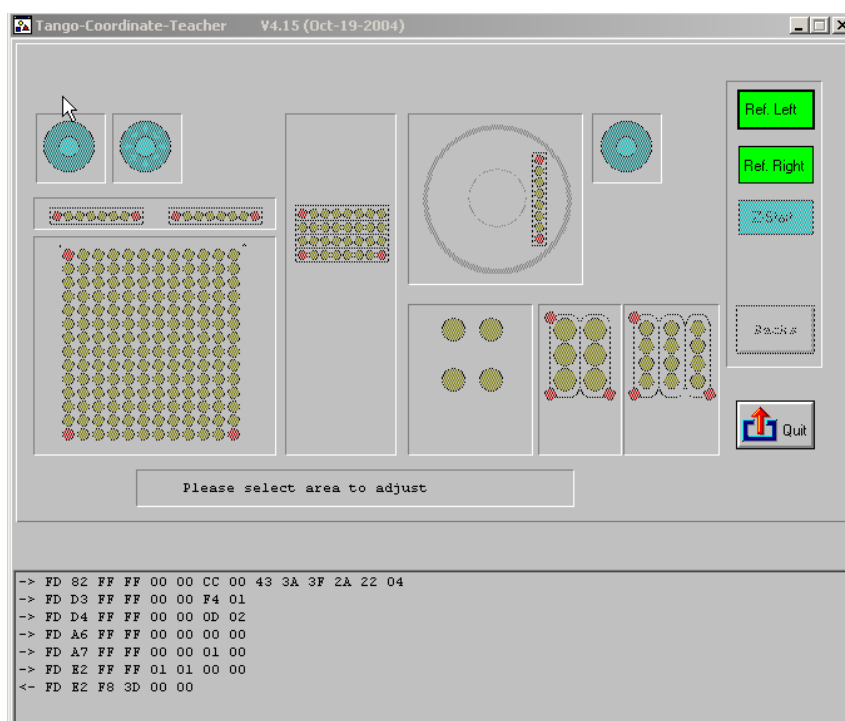 Tango-Coordinate-Teacher V4.15 (Oct-19-2004)
Ref. Left
Ref. Right
Z-Stat
Racks
Quit
Please select area to adjust
-> FD 82 FF FF 00 00 CC 00 43 3A 3F 2A 22 04
-> FD D3 FF FF 00 00 F4 01
-> FD D4 FF FF 00 00 0D 02
-> FD A6 FF FF 00 00 00 00
-> FD A7 FF FF 00 00 01 00
-> FD E2 FF FF 01 01 00 00
<- FD E2 F8 3D 00 00